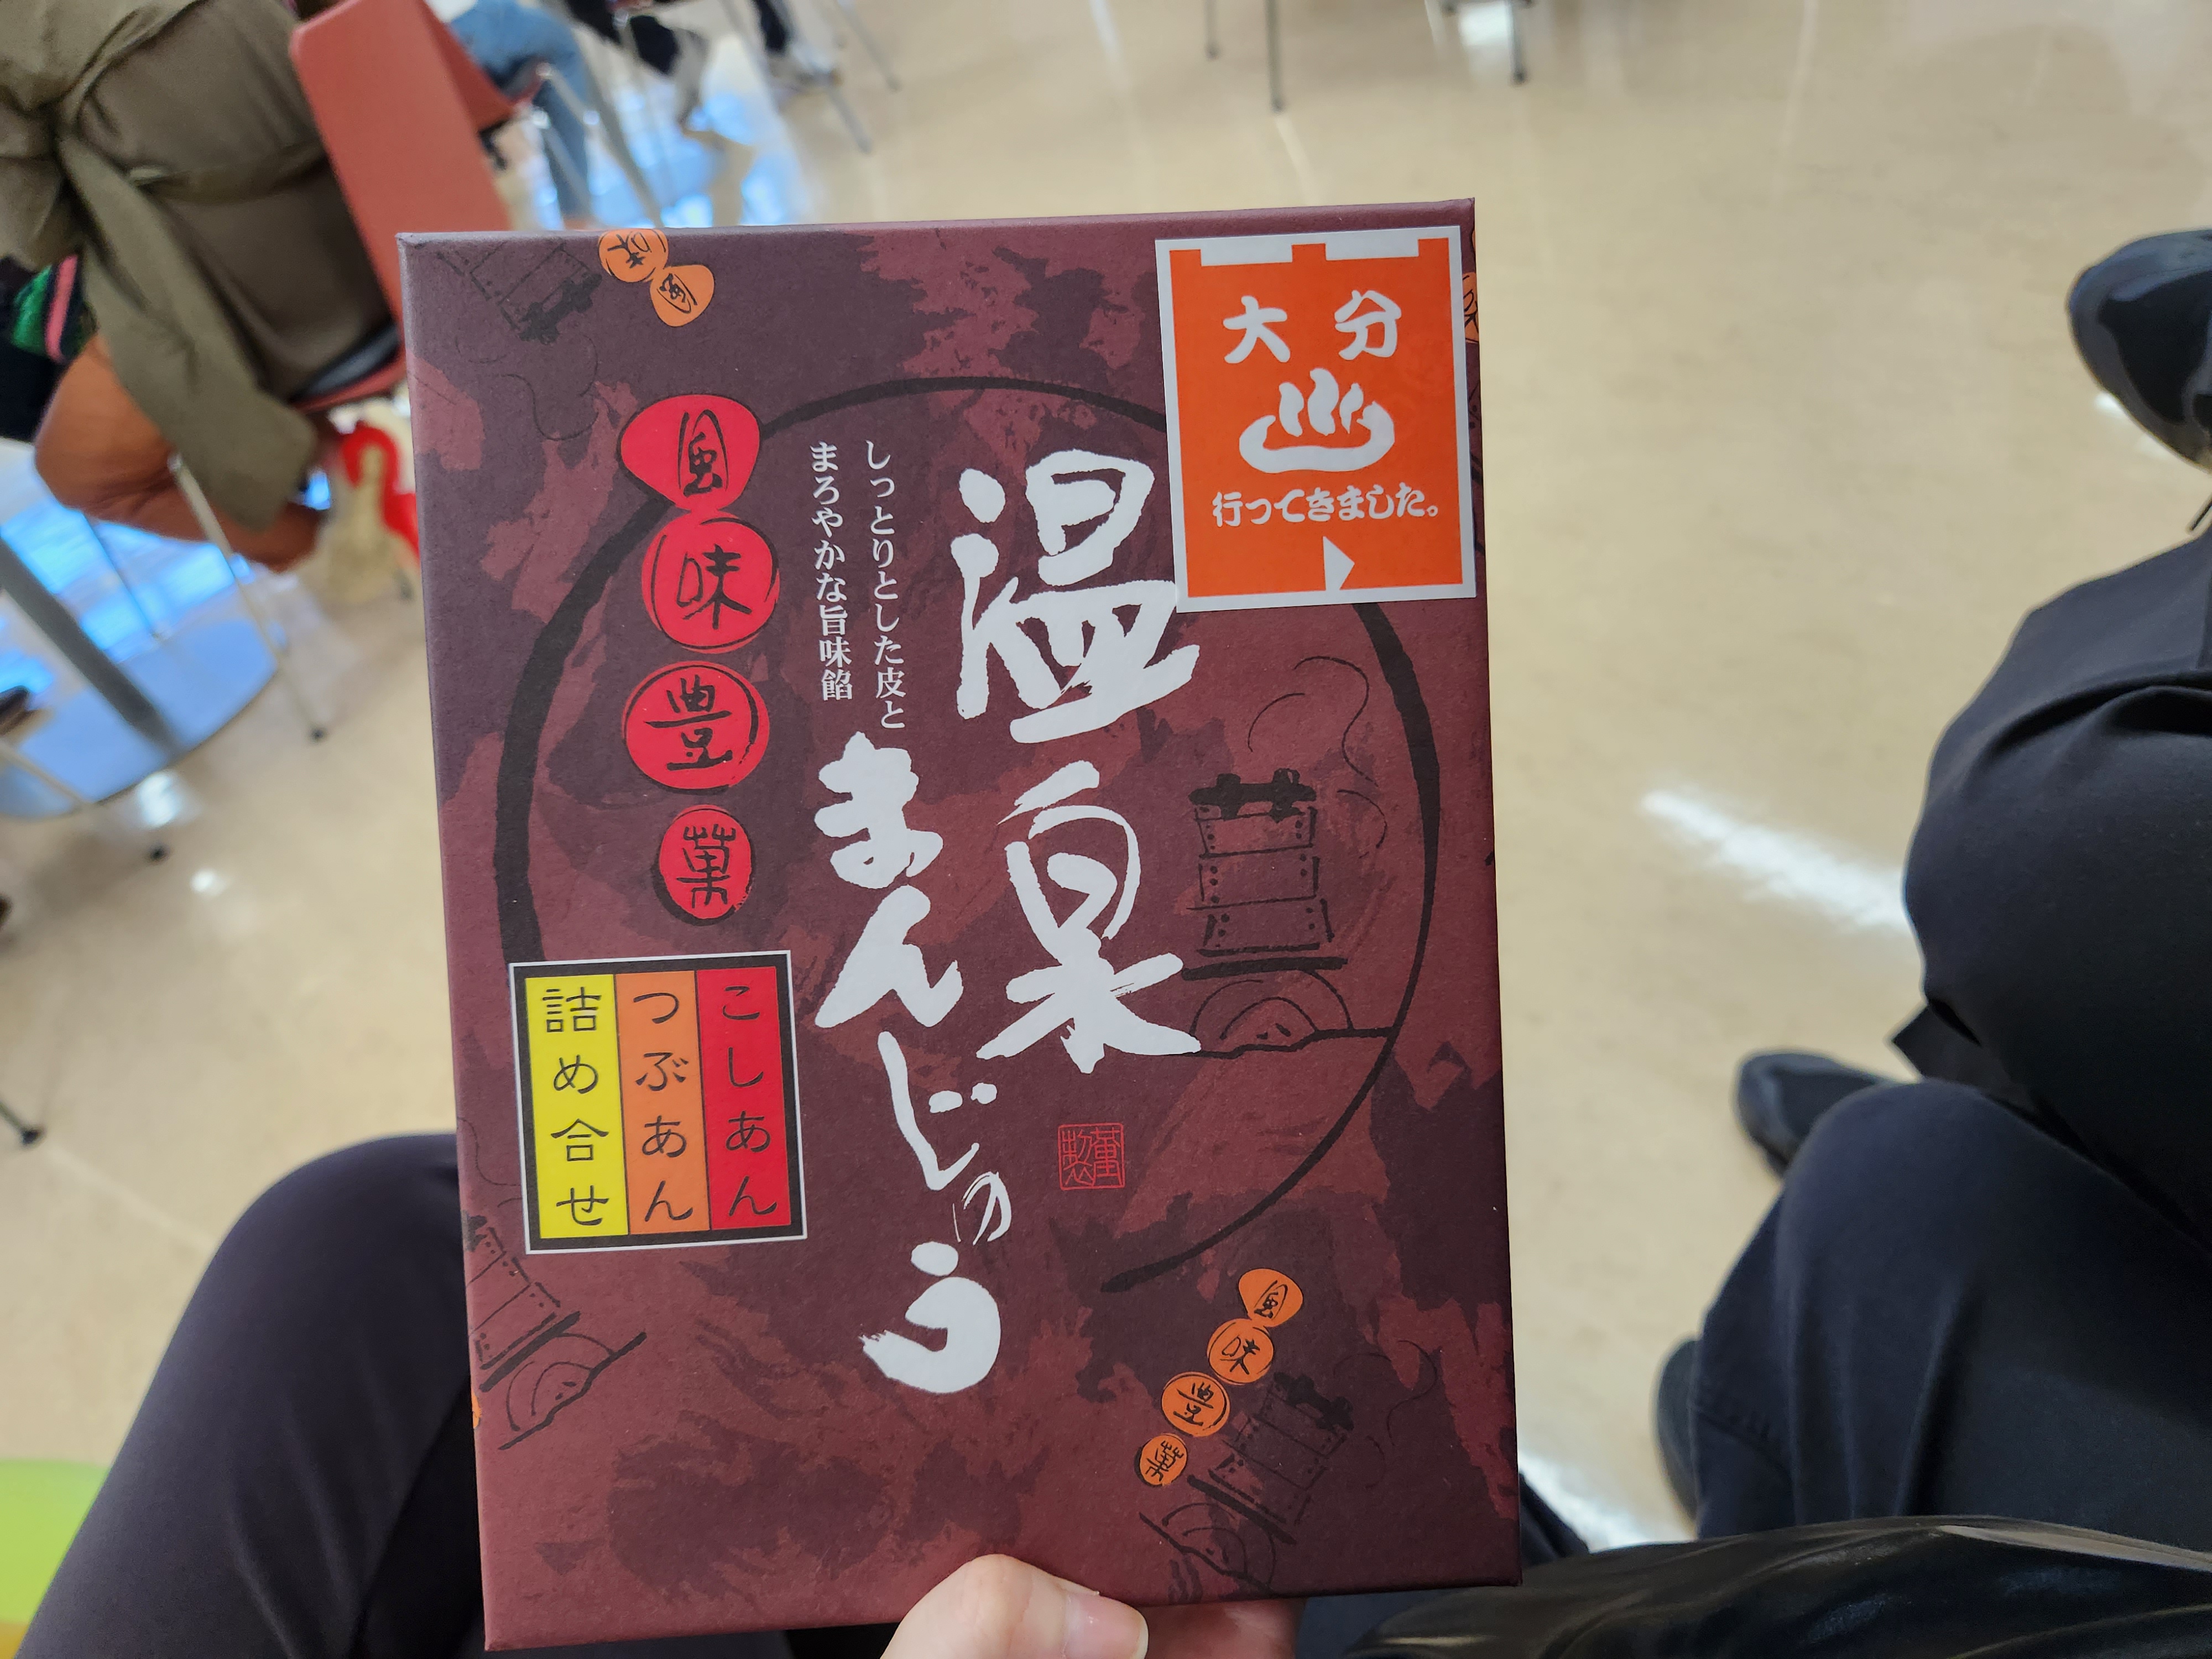 大分
行ってきました。
温泉
まんじゅう
しっとりとした皮と
まろやかな旨味餡
風味豊菓
こしあん
つぶあん
詰め合せ
風味
風味豊菓